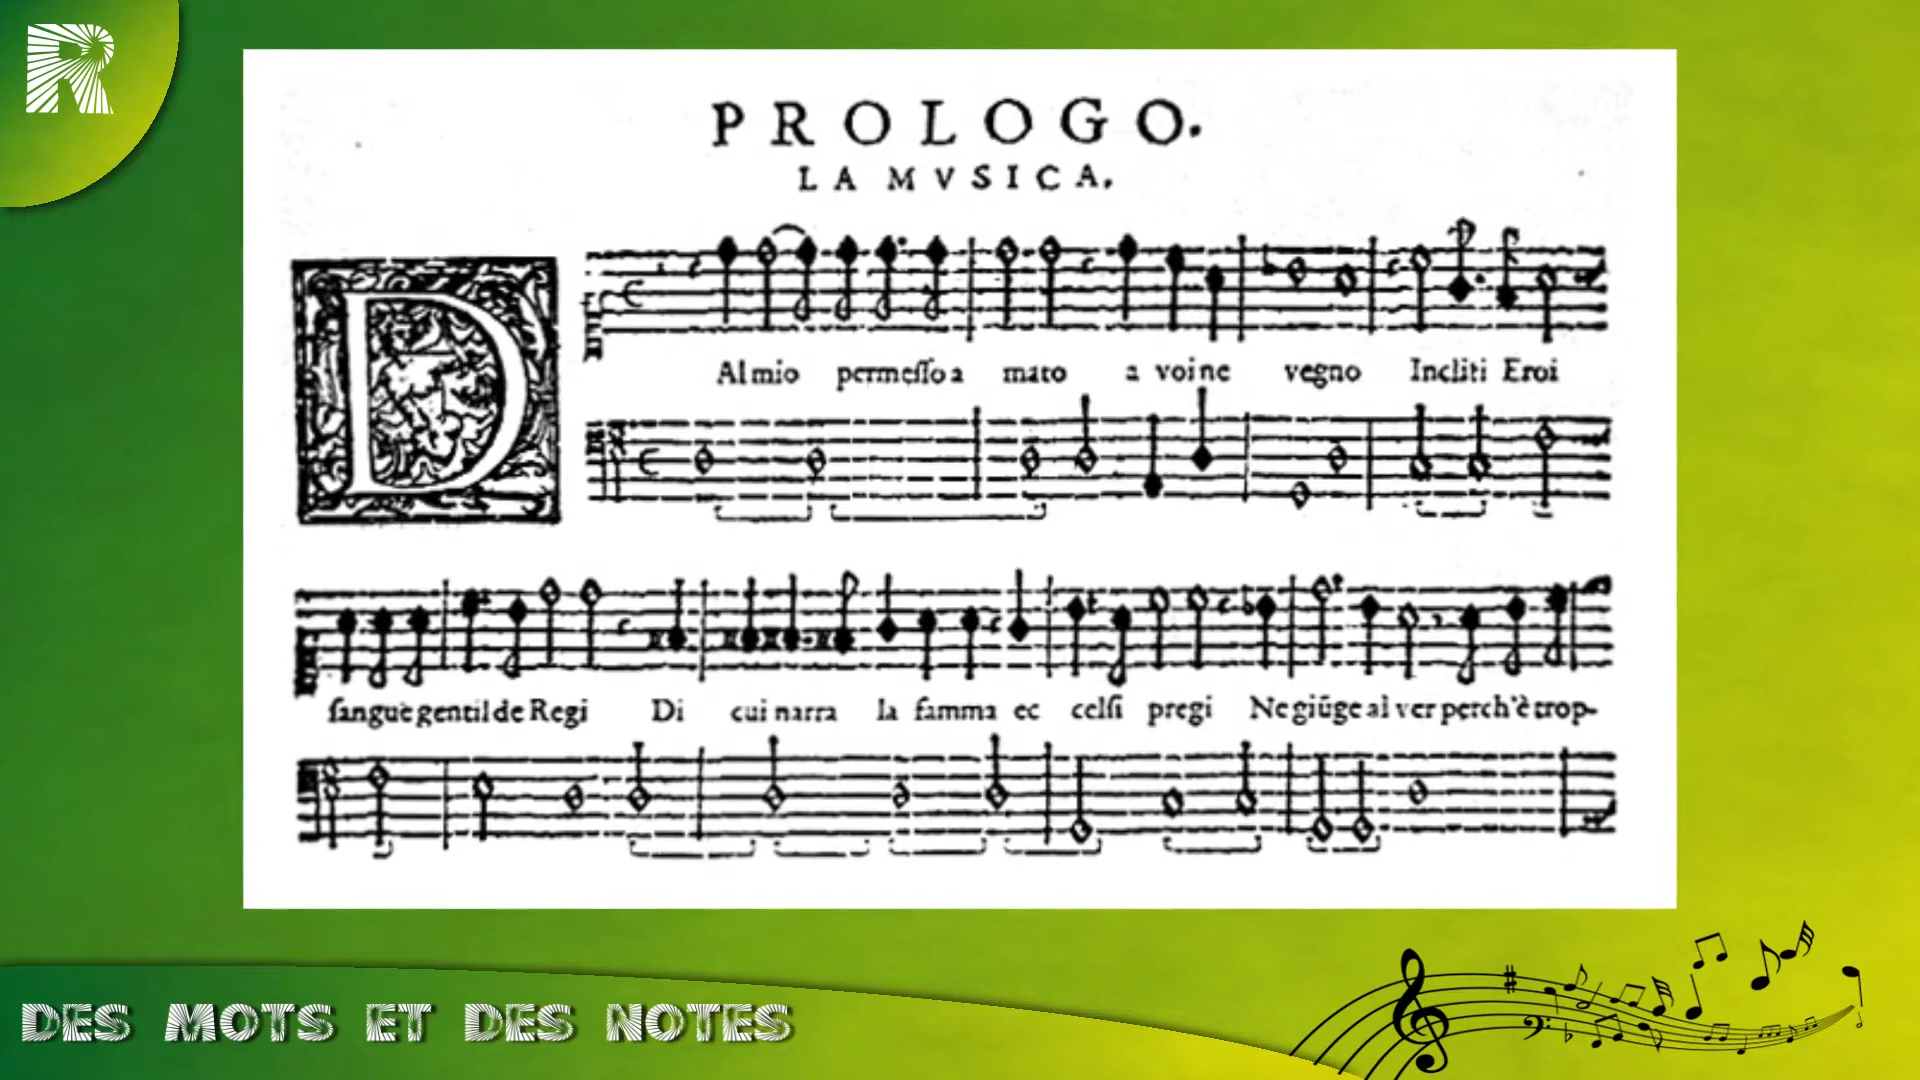 R
PROLOGO.
LA MVSICA.
D Al mio permeſſo a mato a voi ne vegno Incliti Eroi
ſangue gentil de Regi Di cui narra la famma ec celſi pregi Ne giũge al ver perch'è trop-
DES MOTS ET DES NOTES